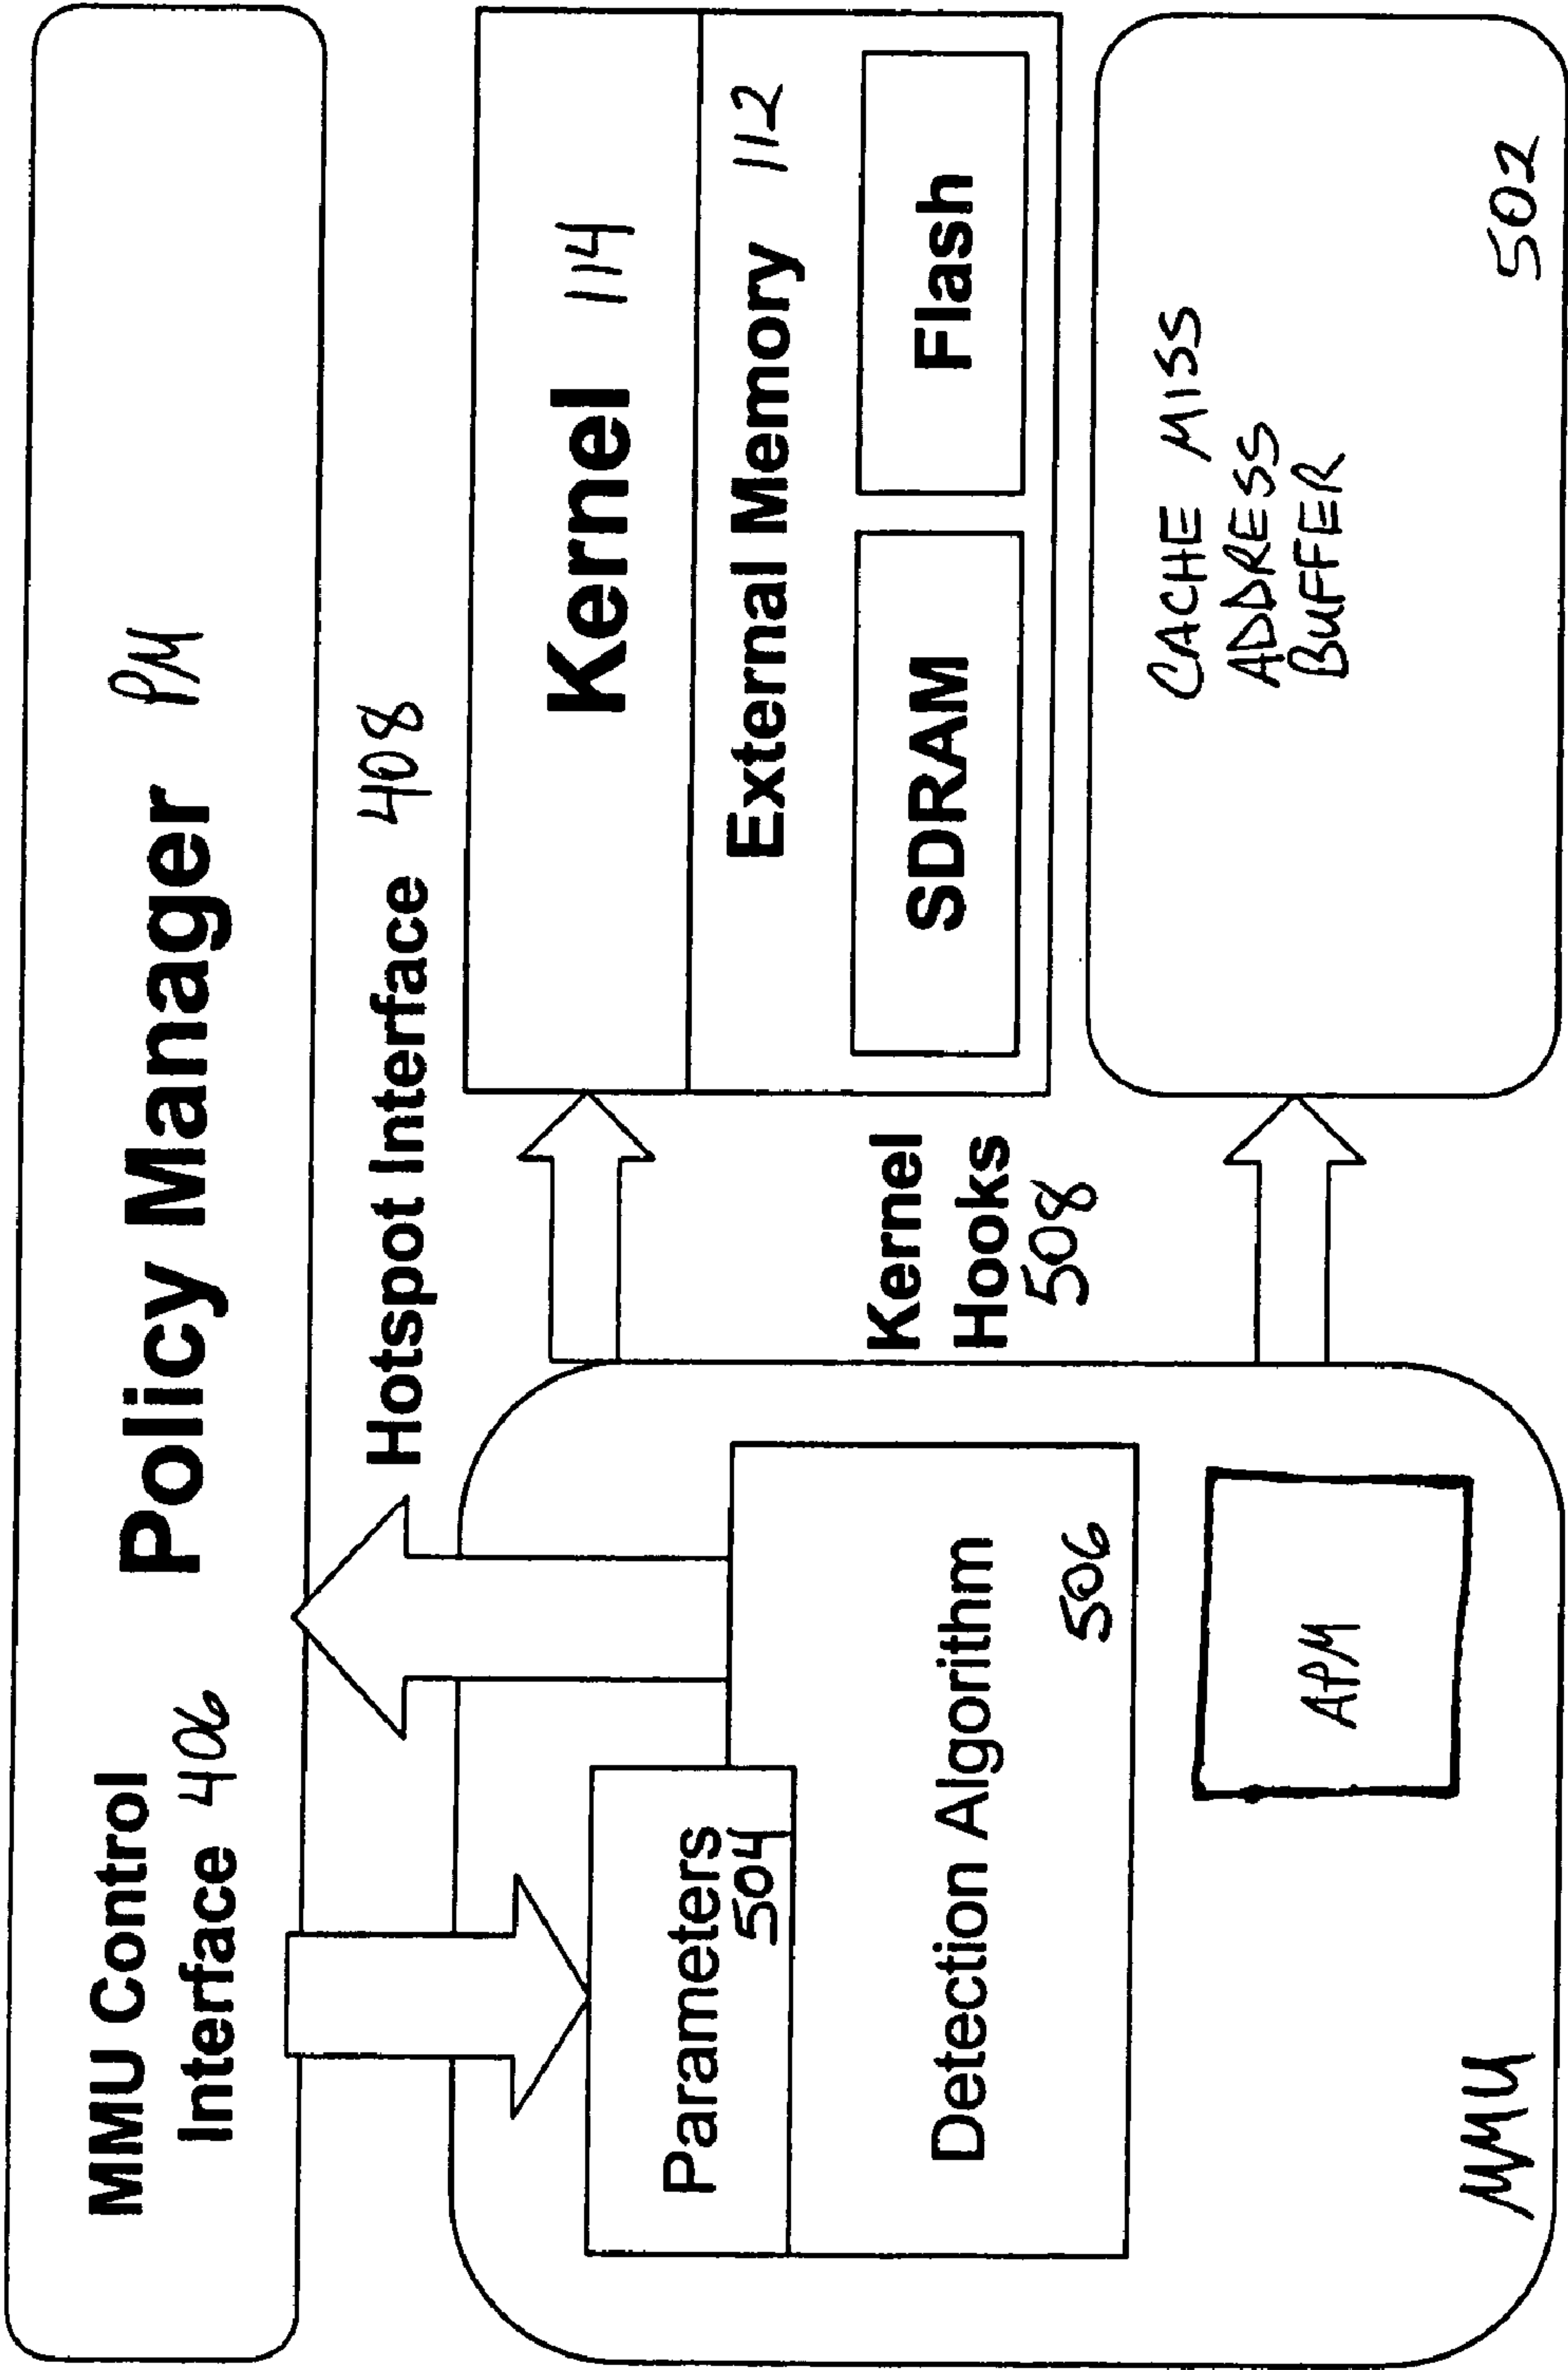 Policy Manager PM
MMU Control
Interface 406
Hotspot Interface 408
Parameters
504
Detection Algorithm
506
APM
MMU
Kernel
Hooks
508
Kernel 114
External Memory 112
SDRAM
Flash
CACHE MISS
ADDRESS
BUFFER
502